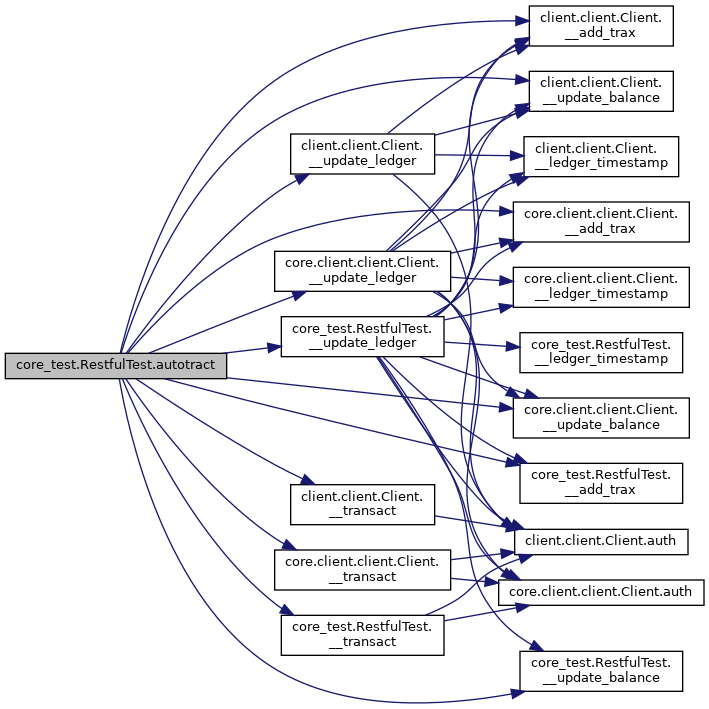 core_test.RestfulTest.autotract
client.client.Client.
__update_ledger
core.client.client.Client.
__update_ledger
core_test.RestfulTest.
__update_ledger
client.client.Client.
__transact
core.client.client.Client.
__transact
core_test.RestfulTest.
__transact
client.client.Client.
__add_trax
client.client.Client.
__update_balance
client.client.Client.
__ledger_timestamp
core.client.client.Client.
__add_trax
core.client.client.Client.
__ledger_timestamp
core_test.RestfulTest.
__ledger_timestamp
core.client.client.Client.
__update_balance
core_test.RestfulTest.
__add_trax
client.client.Client.auth
core.client.client.Client.auth
core_test.RestfulTest.
__update_balance